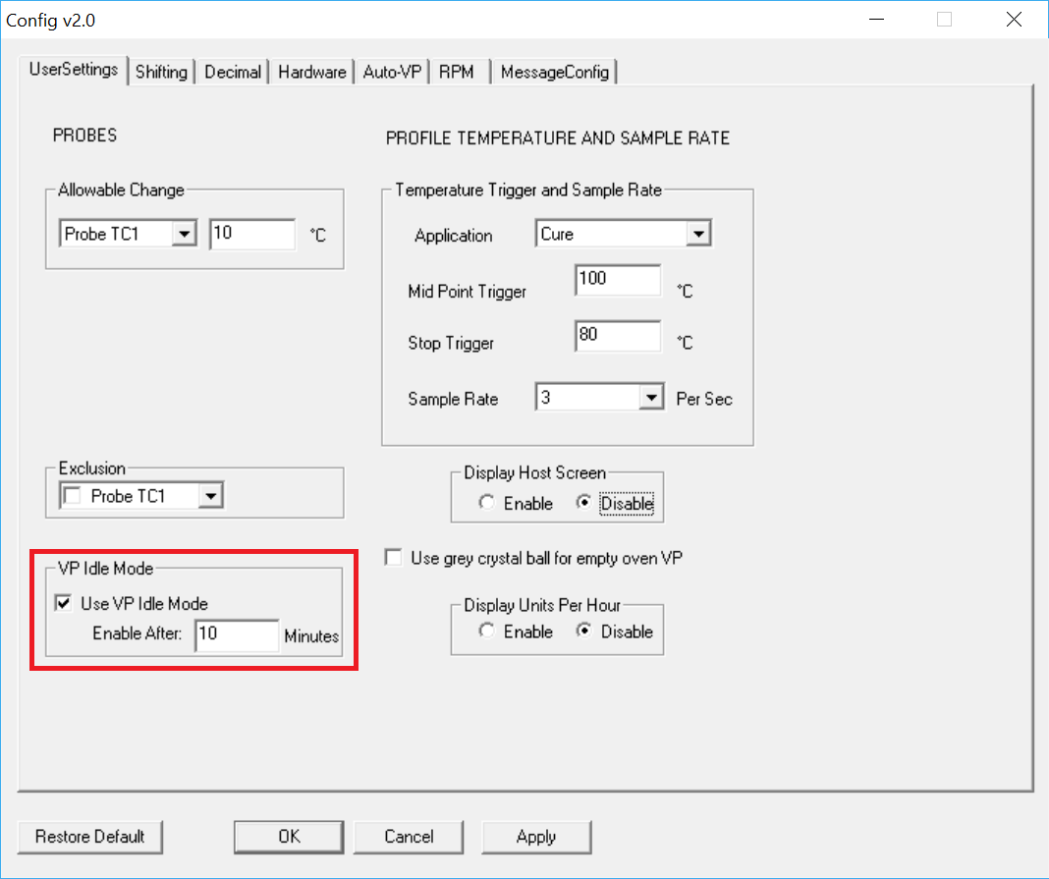 Config v2.0
UserSettings Shifting Decimal Hardware Auto-VP RPM MessageConfig
PROBES
PROFILE TEMPERATURE AND SAMPLE RATE
Allowable Change
Probe TC1 10 °C
Temperature Trigger and Sample Rate
Application Cure
Mid Point Trigger 100 °C
Stop Trigger 80 °C
Sample Rate 3 Per Sec
Exclusion
Probe TC1
Display Host Screen
Enable Disable
VP Idle Mode
Use VP Idle Mode
Enable After: 10 Minutes
Use grey crystal ball for empty oven VP
Display Units Per Hour
Enable Disable
Restore Default OK Cancel Apply